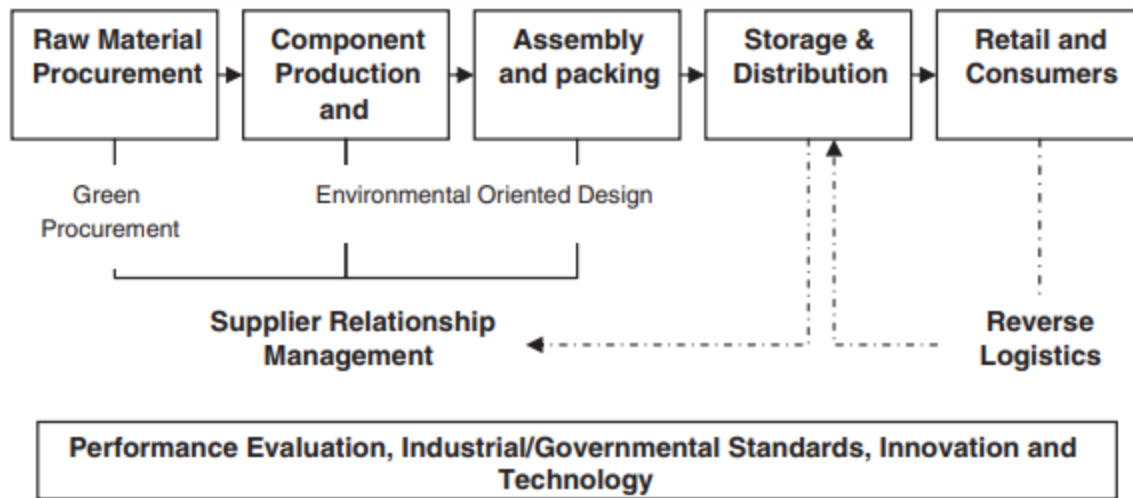 Raw Material
Procurement
Component
Production
and
Assembly
and packing
Storage &
Distribution
Retail and
Consumers
Green
Procurement
Environmental Oriented Design
Supplier Relationship
Management
Reverse
Logistics
Performance Evaluation, Industrial/Governmental Standards, Innovation and
Technology